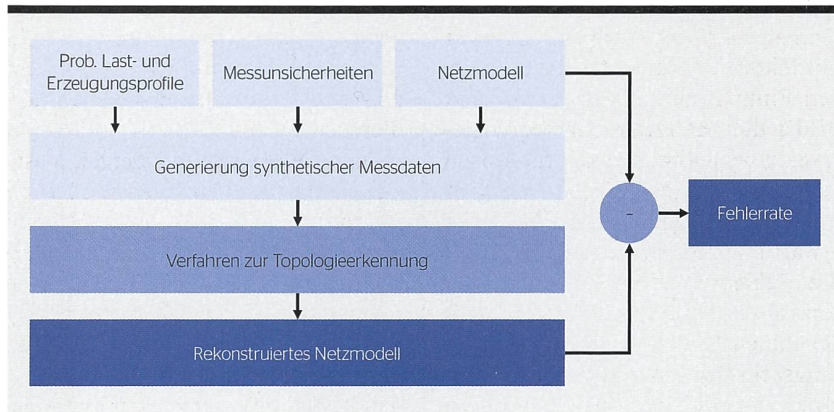 Prob. Last- und
Erzeugungsprofile
Messunsicherheiten
Netzmodell
Generierung synthetischer Messdaten
Verfahren zur Topologieerkennung
Rekonstruiertes Netzmodell
-
Fehlerrate